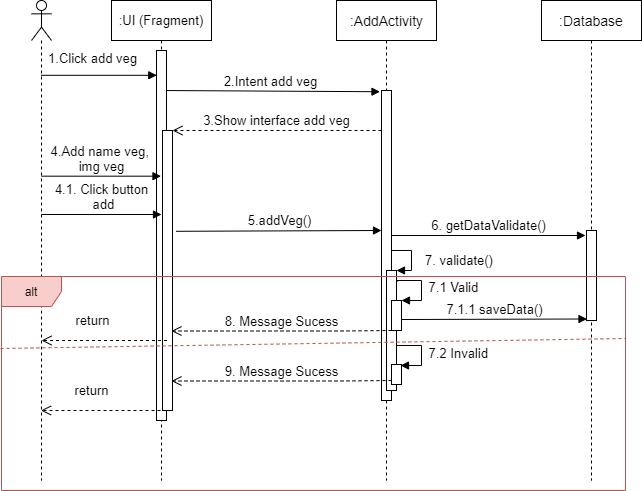 :UI (Fragment)
:AddActivity
:Database
1.Click add veg
2.Intent add veg
3.Show interface add veg
4.Add name veg,
img veg
4.1. Click button
add
5.addVeg()
6. getDataValidate()
7. validate()
alt
7.1 Valid
7.1.1 saveData()
8. Message Sucess
return
7.2 Invalid
9. Message Sucess
return